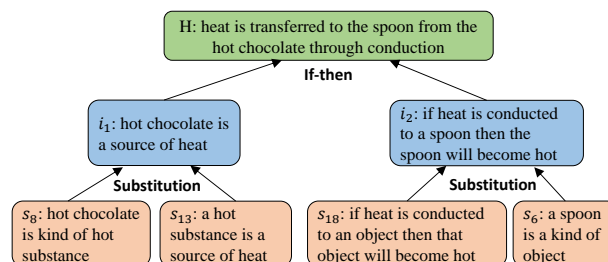 H: heat is transferred to the spoon from the
hot chocolate through conduction
If-then
i₁: hot chocolate is
a source of heat
i₂: if heat is conducted
to a spoon then the
spoon will become hot
Substitution
Substitution
s₈: hot chocolate
is kind of hot
substance
s₁₃: a hot
substance is a
source of heat
s₁₈: if heat is conducted
to an object then that
object will become hot
s₆: a spoon
is a kind of
object